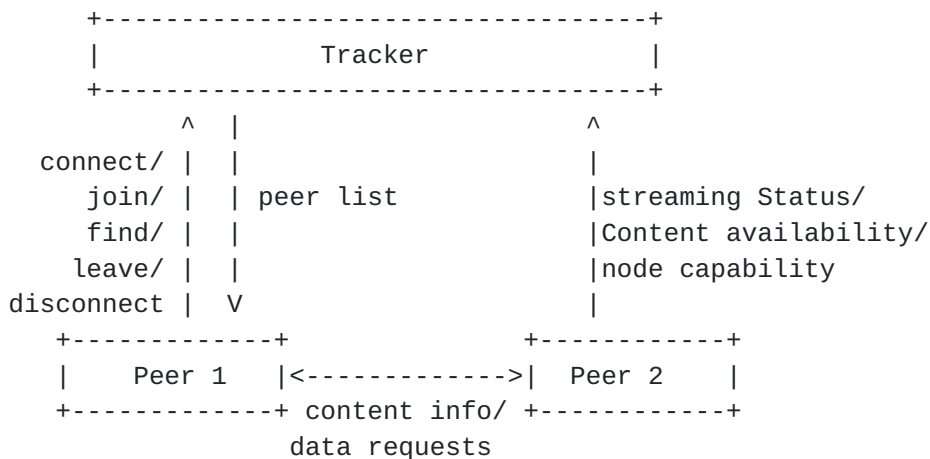 +-----------------------------------+
|              Tracker              |
+-----------------------------------+
^  |                      ^
connect/ |  |                      |
join/ |  | peer list            |streaming Status/
find/ |  |                      |Content availability/
leave/ |  |                      |node capability
disconnect |  V                      |
+-------------+               +------------+
|    Peer 1   |<------------->|  Peer 2    |
+-------------+ content info/ +------------+
data requests